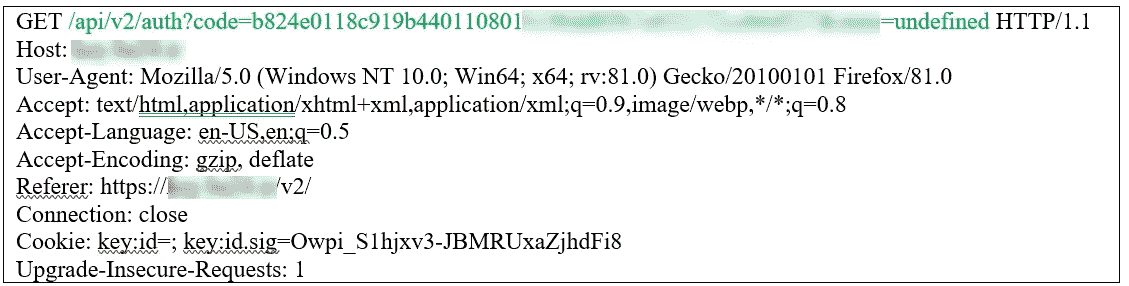 GET /api/v2/auth?code=b824e0118c919b440110801 =undefined HTTP/1.1
Host:
User-Agent: Mozilla/5.0 (Windows NT 10.0; Win64; x64; rv:81.0) Gecko/20100101 Firefox/81.0
Accept: text/html,application/xhtml+xml,application/xml;q=0.9,image/webp,*/*;q=0.8
Accept-Language: en-US,en;q=0.5
Accept-Encoding: gzip, deflate
Referer: https:// /v2/
Connection: close
Cookie: key:id=; key:id.sig=Owpi_S1hjxv3-JBMRUxaZjhdFi8
Upgrade-Insecure-Requests: 1